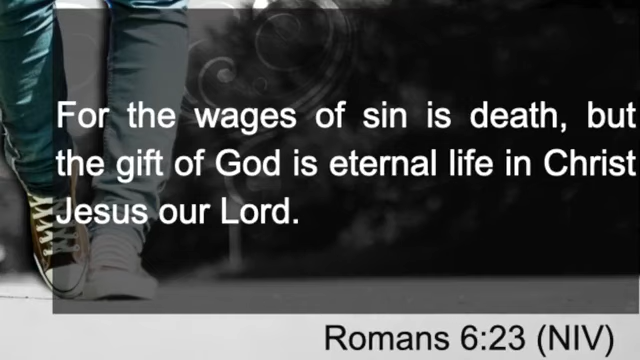 For the wages of sin is death, but
the gift of God is eternal life in Christ
Jesus our Lord.
Romans 6:23 (NIV)